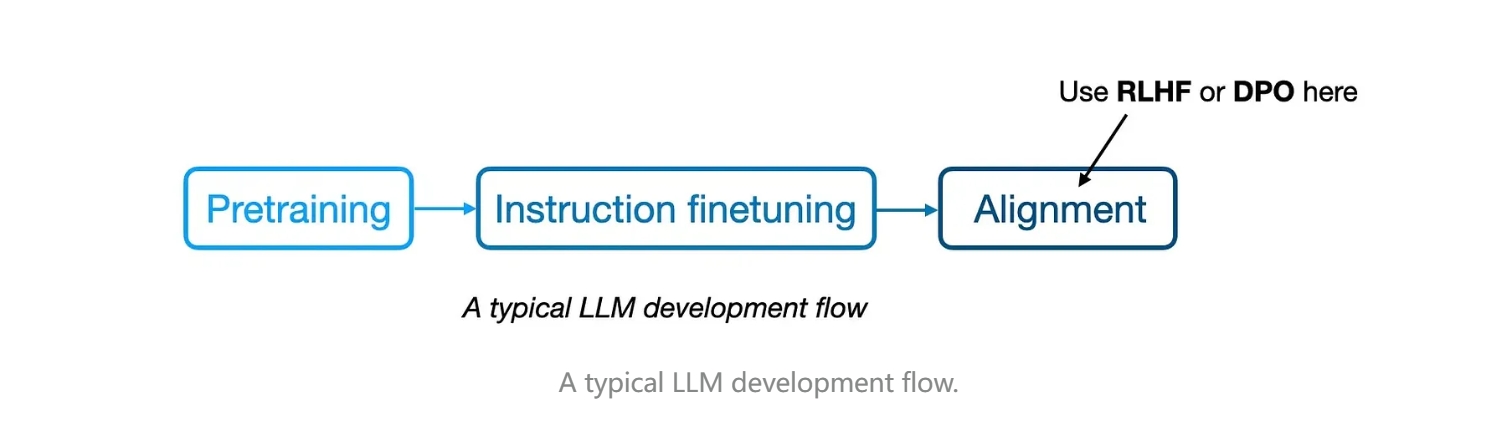 Use RLHF or DPO here
Pretraining
Instruction finetuning
Alignment
A typical LLM development flow
A typical LLM development flow.